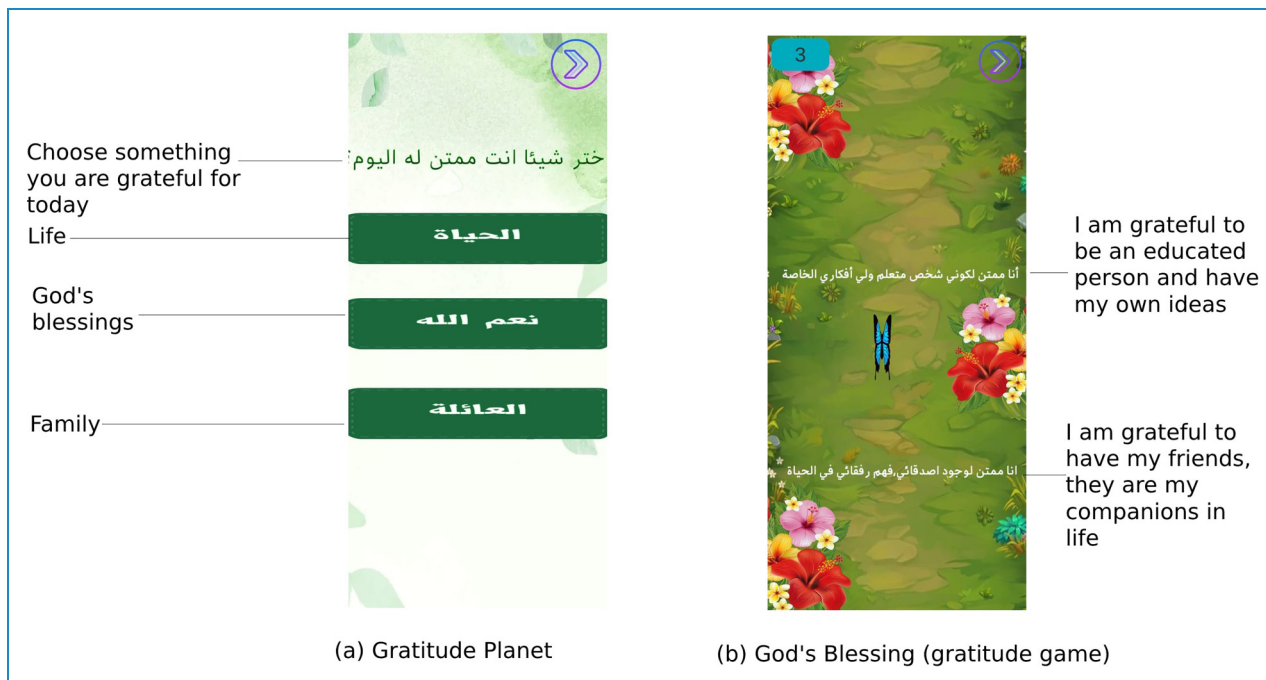 Choose something
you are grateful for
today
ختر شيئا انت ممتن له اليوم؟
Life
الحياة
God's
blessings
نعم الله
Family
العائلة
(a) Gratitude Planet
3
أنا ممتن لكوني شخص متعلم ولي أفكاري الخاصة
I am grateful to
be an educated
person and have
my own ideas
انا ممتن لوجود اصدقائي,فهم رفقائي في الحياة
I am grateful to
have my friends,
they are my
companions in
life
(b) God's Blessing (gratitude game)